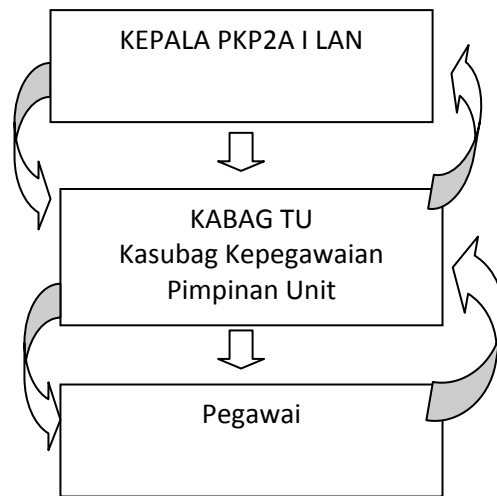 KEPALA PKP2A I LAN
KABAG TU
Kasubag Kepegawaian
Pimpinan Unit
Pegawai